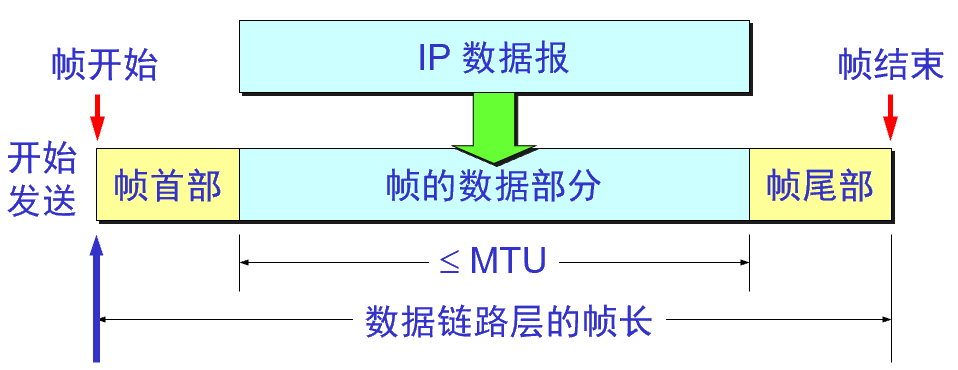 IP 数据报
帧开始
帧结束
开始
发送
帧首部
帧的数据部分
帧尾部
≤ MTU
数据链路层的帧长